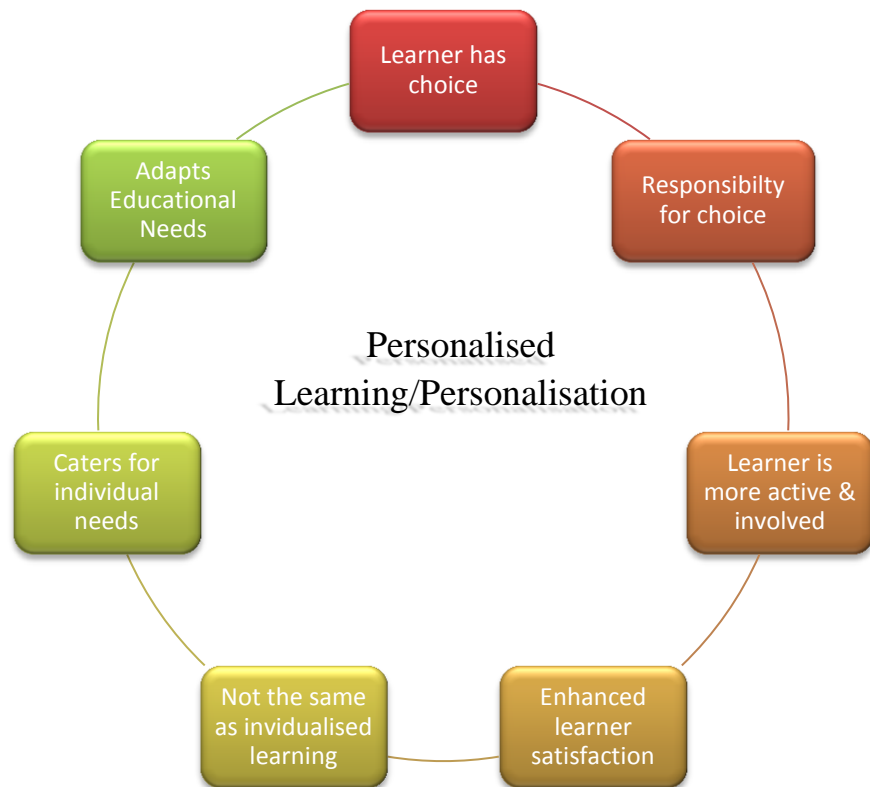 Learner has
choice
Responsibilty
for choice
Learner is
more active &
involved
Enhanced
learner
satisfaction
Not the same
as invidualised
learning
Caters for
individual
needs
Adapts
Educational
Needs
Personalised
Learning/Personalisation